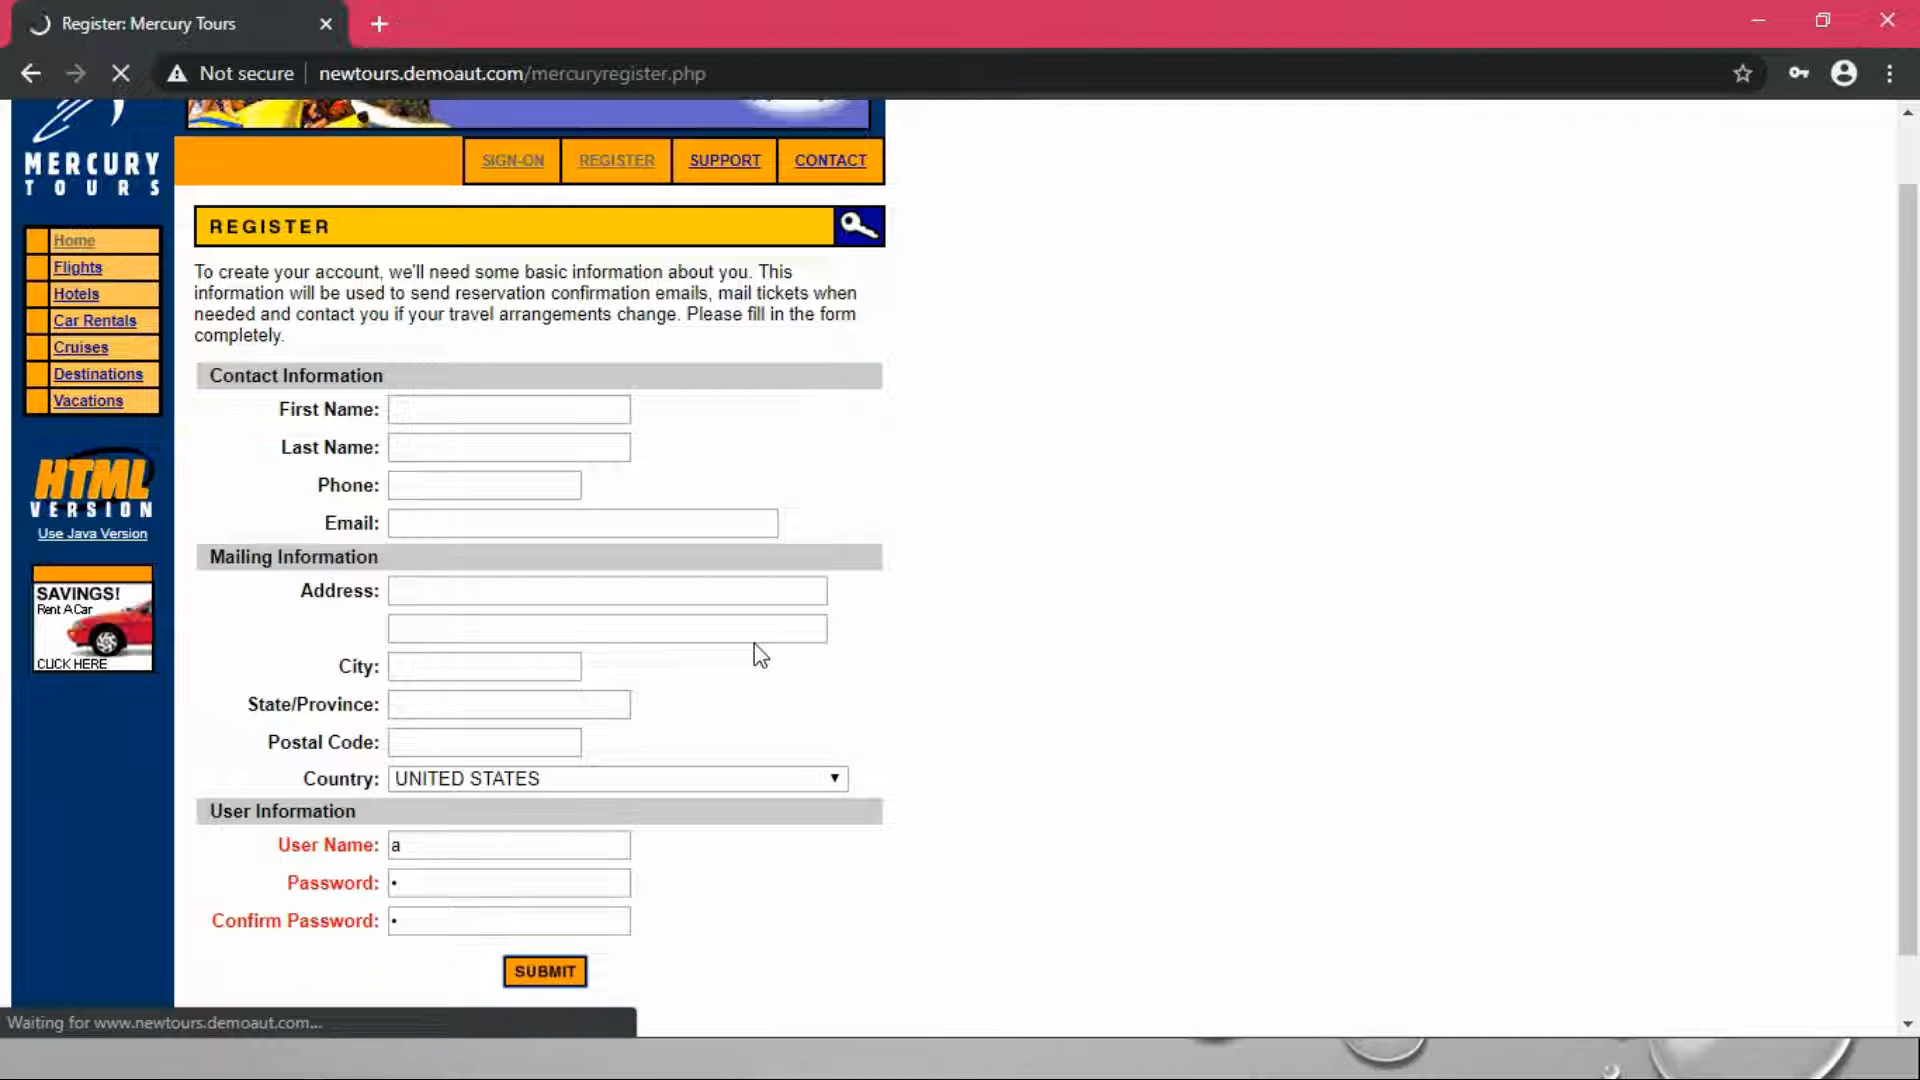 Register: Mercury Tours
Not secure
newtours.demoaut.com/mercuryregister.php
MERCURY
TOURS
SIGN-ON
REGISTER
SUPPORT
CONTACT
Home
Flights
Hotels
Car Rentals
Cruises
Destinations
Vacations
HTML
VERSION
Use Java Version
SAVINGS!
Rent A Car
CLICK HERE
REGISTER
To create your account, we'll need some basic information about you. This
information will be used to send reservation confirmation emails, mail tickets when
needed and contact you if your travel arrangements change. Please fill in the form
completely.
Contact Information
First Name:
Last Name:
Phone:
Email:
Mailing Information
Address:
City:
State/Province:
Postal Code:
Country: UNITED STATES
User Information
User Name: a
Password: •
Confirm Password: •
SUBMIT
Waiting for www.newtours.demoaut.com...